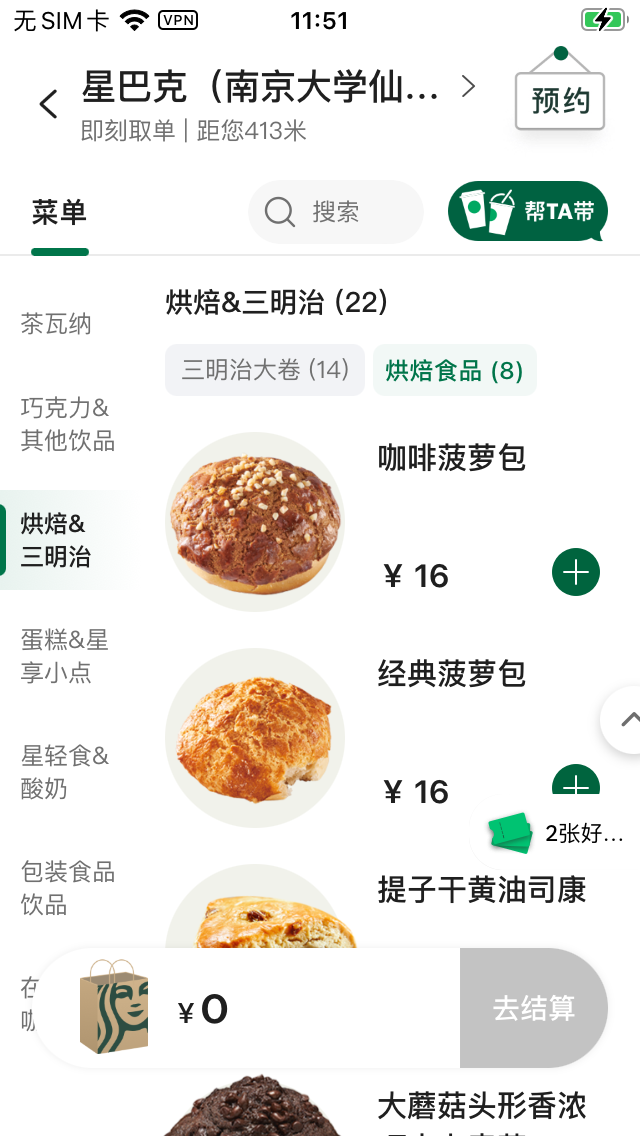 无SIM卡 VPN 11:51
星巴克（南京大学仙...
即刻取单 | 距您413米
预约
菜单
搜索
帮TA带
茶瓦纳
巧克力&
其他饮品
烘焙&
三明治
蛋糕&星
享小点
星轻食&
酸奶
包装食品
饮品
烘焙&三明治 (22)
三明治大卷 (14)
烘焙食品 (8)
咖啡菠萝包
¥ 16
经典菠萝包
¥ 16
2张好...
提子干黄油司康
¥ 0
去结算
大蘑菇头形香浓